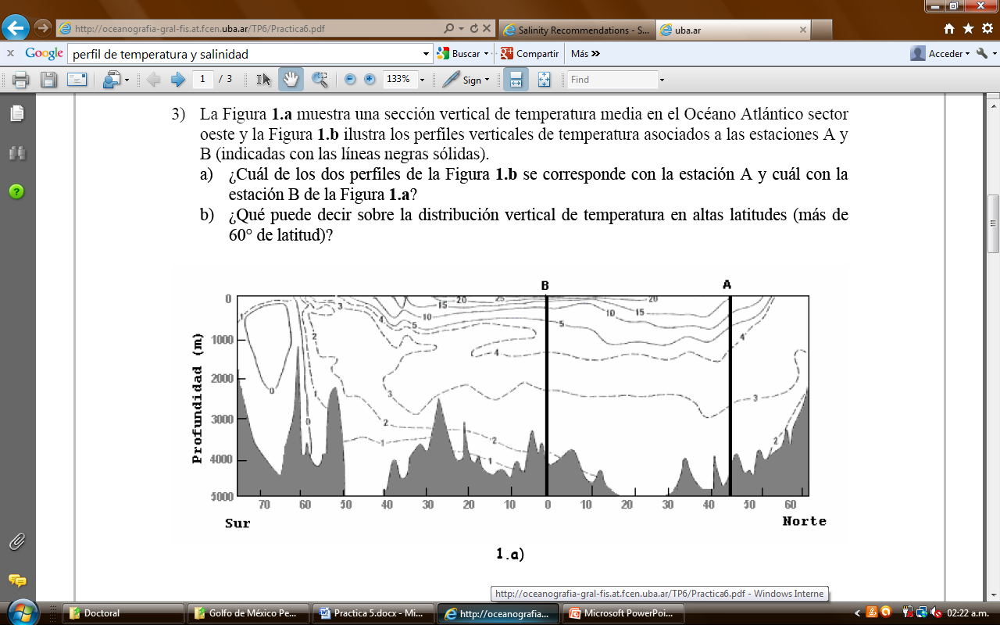 http://oceanografia-gral-fis.at.fcen.uba.ar/TP6/Practica6.pdf
Salinity Recommendations - S...
uba.ar
Google
perfil de temperatura y salinidad
Buscar
Compartir
Más
Acceder
1 / 3
133%
Sign
Find
3) La Figura 1.a muestra una sección vertical de temperatura media en el Océano Atlántico sector
oeste y la Figura 1.b ilustra los perfiles verticales de temperatura asociados a las estaciones A y
B (indicadas con las líneas negras sólidas).
a) ¿Cuál de los dos perfiles de la Figura 1.b se corresponde con la estación A y cuál con la
estación B de la Figura 1.a?
b) ¿Qué puede decir sobre la distribución vertical de temperatura en altas latitudes (más de
60° de latitud)?
B A
Profundidad (m)
0
1000
2000
3000
4000
5000
1 0 2 1 0 3 4 5 10 15 20 25 5 4 3 2 1 2 1 10 15 20 4 3 2
70 60 50 40 30 20 10 0 10 20 30 40 50 60
Sur Norte
1.a)
http://oceanografia-gral-fis.at.fcen.uba.ar/TP6/Practica6.pdf - Windows Interne
Doctoral
Golfo de México Pe...
Practica 5.docx - Mi...
http://oceanografia...
Microsoft PowerPoi...
02:22 a.m.